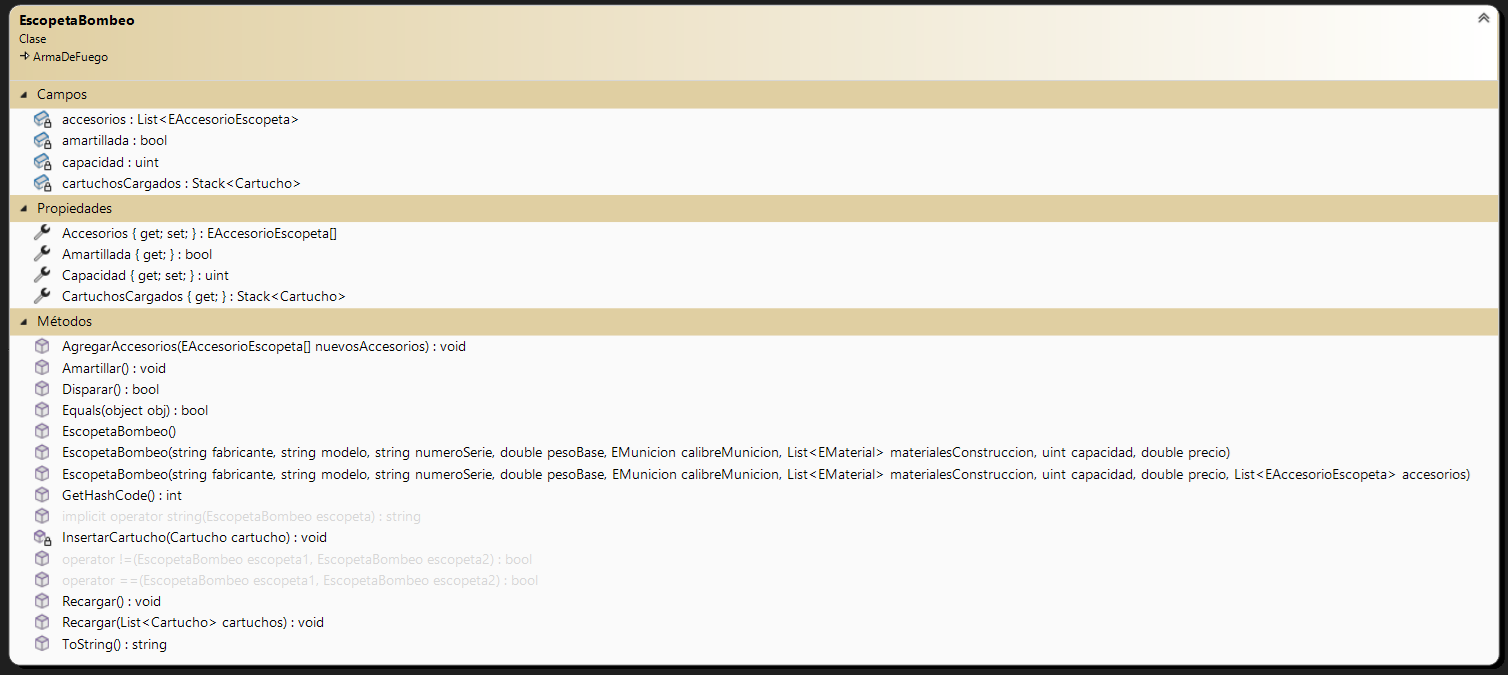 EscopetaBombeo
Clase
ArmaDeFuego
Campos
accesorios : List<EAccesorioEscopeta>
amartillada : bool
capacidad : uint
cartuchosCargados : Stack<Cartucho>
Propiedades
Accesorios { get; set; } : EAccesorioEscopeta[]
Amartillada { get; } : bool
Capacidad { get; set; } : uint
CartuchosCargados { get; } : Stack<Cartucho>
Métodos
AgregarAccesorios(EAccesorioEscopeta[] nuevosAccesorios) : void
Amartillar() : void
Disparar() : bool
Equals(object obj) : bool
EscopetaBombeo()
EscopetaBombeo(string fabricante, string modelo, string numeroSerie, double pesoBase, EMunicion calibreMunicion, List<EMaterial> materialesConstruccion, uint capacidad, double precio)
EscopetaBombeo(string fabricante, string modelo, string numeroSerie, double pesoBase, EMunicion calibreMunicion, List<EMaterial> materialesConstruccion, uint capacidad, double precio, List<EAccesorioEscopeta> accesorios)
GetHashCode() : int
implicit operator string(EscopetaBombeo escopeta) : string
InsertarCartucho(Cartucho cartucho) : void
operator !=(EscopetaBombeo escopeta1, EscopetaBombeo escopeta2) : bool
operator ==(EscopetaBombeo escopeta1, EscopetaBombeo escopeta2) : bool
Recargar() : void
Recargar(List<Cartucho> cartuchos) : void
ToString() : string